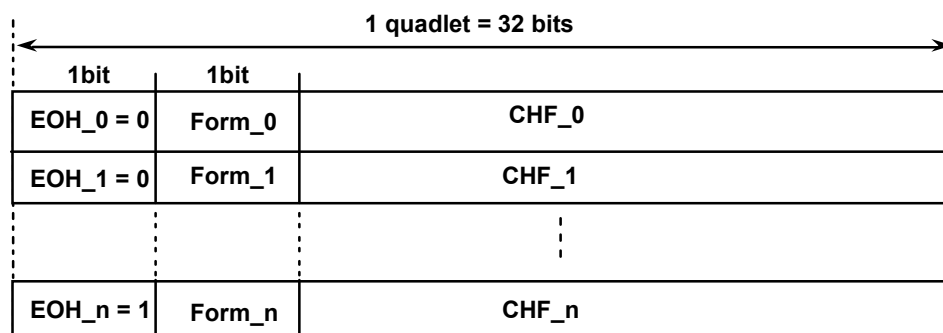 1 quadlet = 32 bits
1bit 1bit
EOH_0 = 0 Form_0 CHF_0
EOH_1 = 0 Form_1 CHF_1
EOH_n = 1 Form_n CHF_n